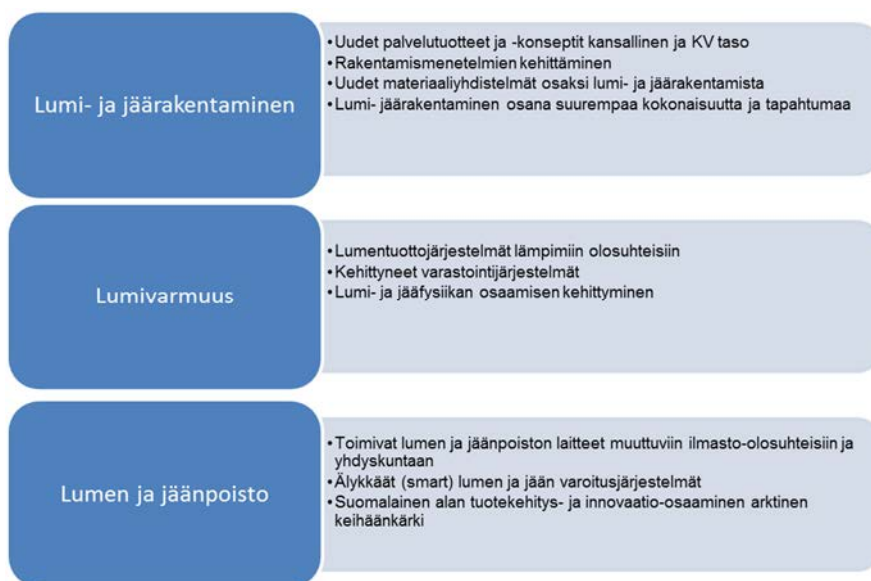 Lumi- ja jäärakentaminen
•Uudet palvelutuotteet ja -konseptit kansallinen ja KV taso
•Rakentamismenetelmien kehittäminen
•Uudet materiaaliyhdistelmät osaksi lumi- ja jäärakentamista
•Lumi- jäärakentaminen osana suurempaa kokonaisuutta ja tapahtumaa
Lumivarmuus
•Lumentuottojärjestelmät lämpimiin olosuhteisiin
•Kehittyneet varastointijärjestelmät
•Lumi- ja jääfysiikan osaamisen kehittyminen
Lumen ja jäänpoisto
•Toimivat lumen ja jäänpoiston laitteet muuttuviin ilmasto-olosuhteisiin ja
yhdyskuntaan
•Älykkäät (smart) lumen ja jään varoitusjärjestelmät
•Suomalainen alan tuotekehitys- ja innovaatio-osaaminen arktinen
keihäänkärki